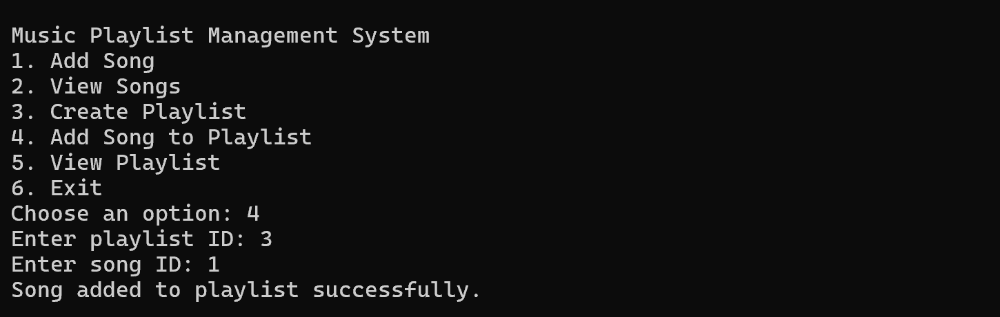 Music Playlist Management System
1. Add Song
2. View Songs
3. Create Playlist
4. Add Song to Playlist
5. View Playlist
6. Exit
Choose an option: 4
Enter playlist ID: 3
Enter song ID: 1
Song added to playlist successfully.